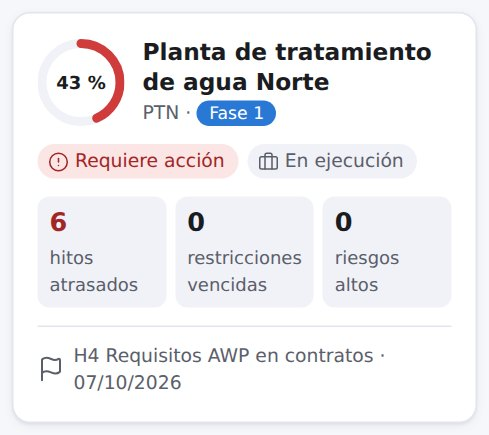 43 %
Planta de tratamiento
de agua Norte
PTN · Fase 1
Requiere acción
En ejecución
6
hitos
atrasados
0
restricciones
vencidas
0
riesgos
altos
H4 Requisitos AWP en contratos ·
07/10/2026